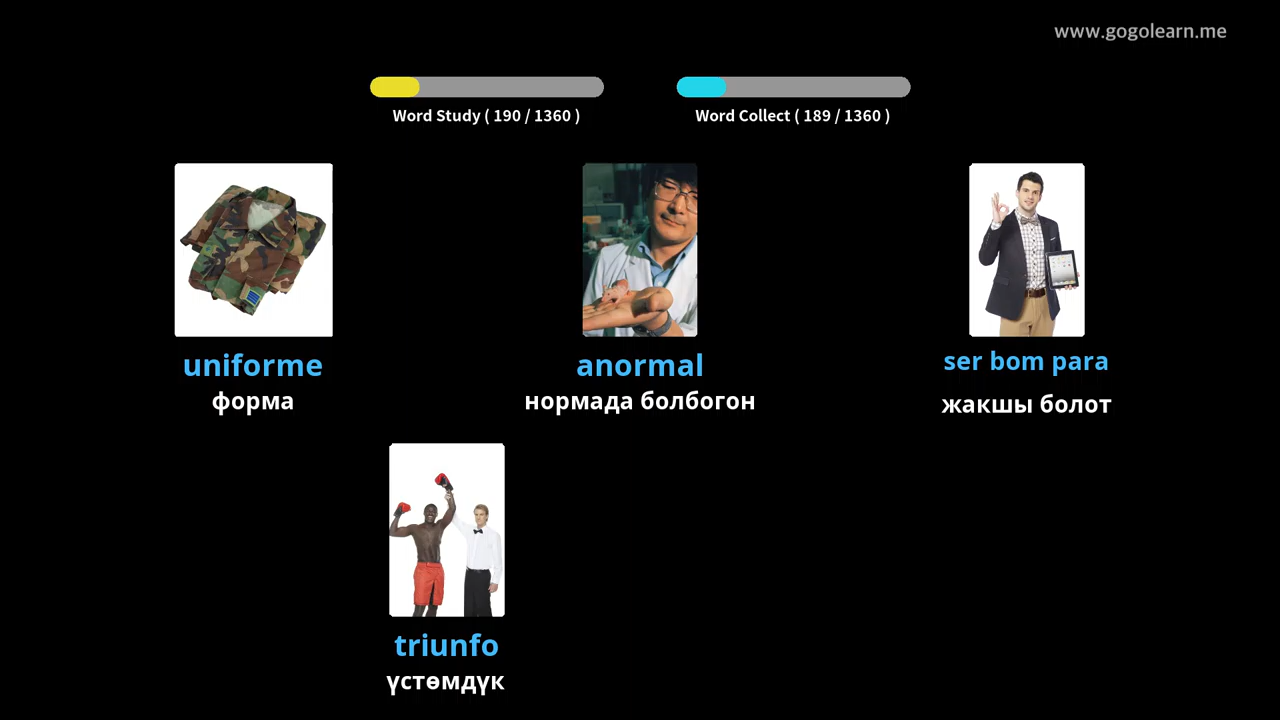 www.gogolearn.me
Word Study ( 190 / 1360 )
Word Collect ( 189 / 1360 )
uniforme
форма
anormal
нормада болбогон
ser bom para
жакшы болот
triunfo
үстөмдүк